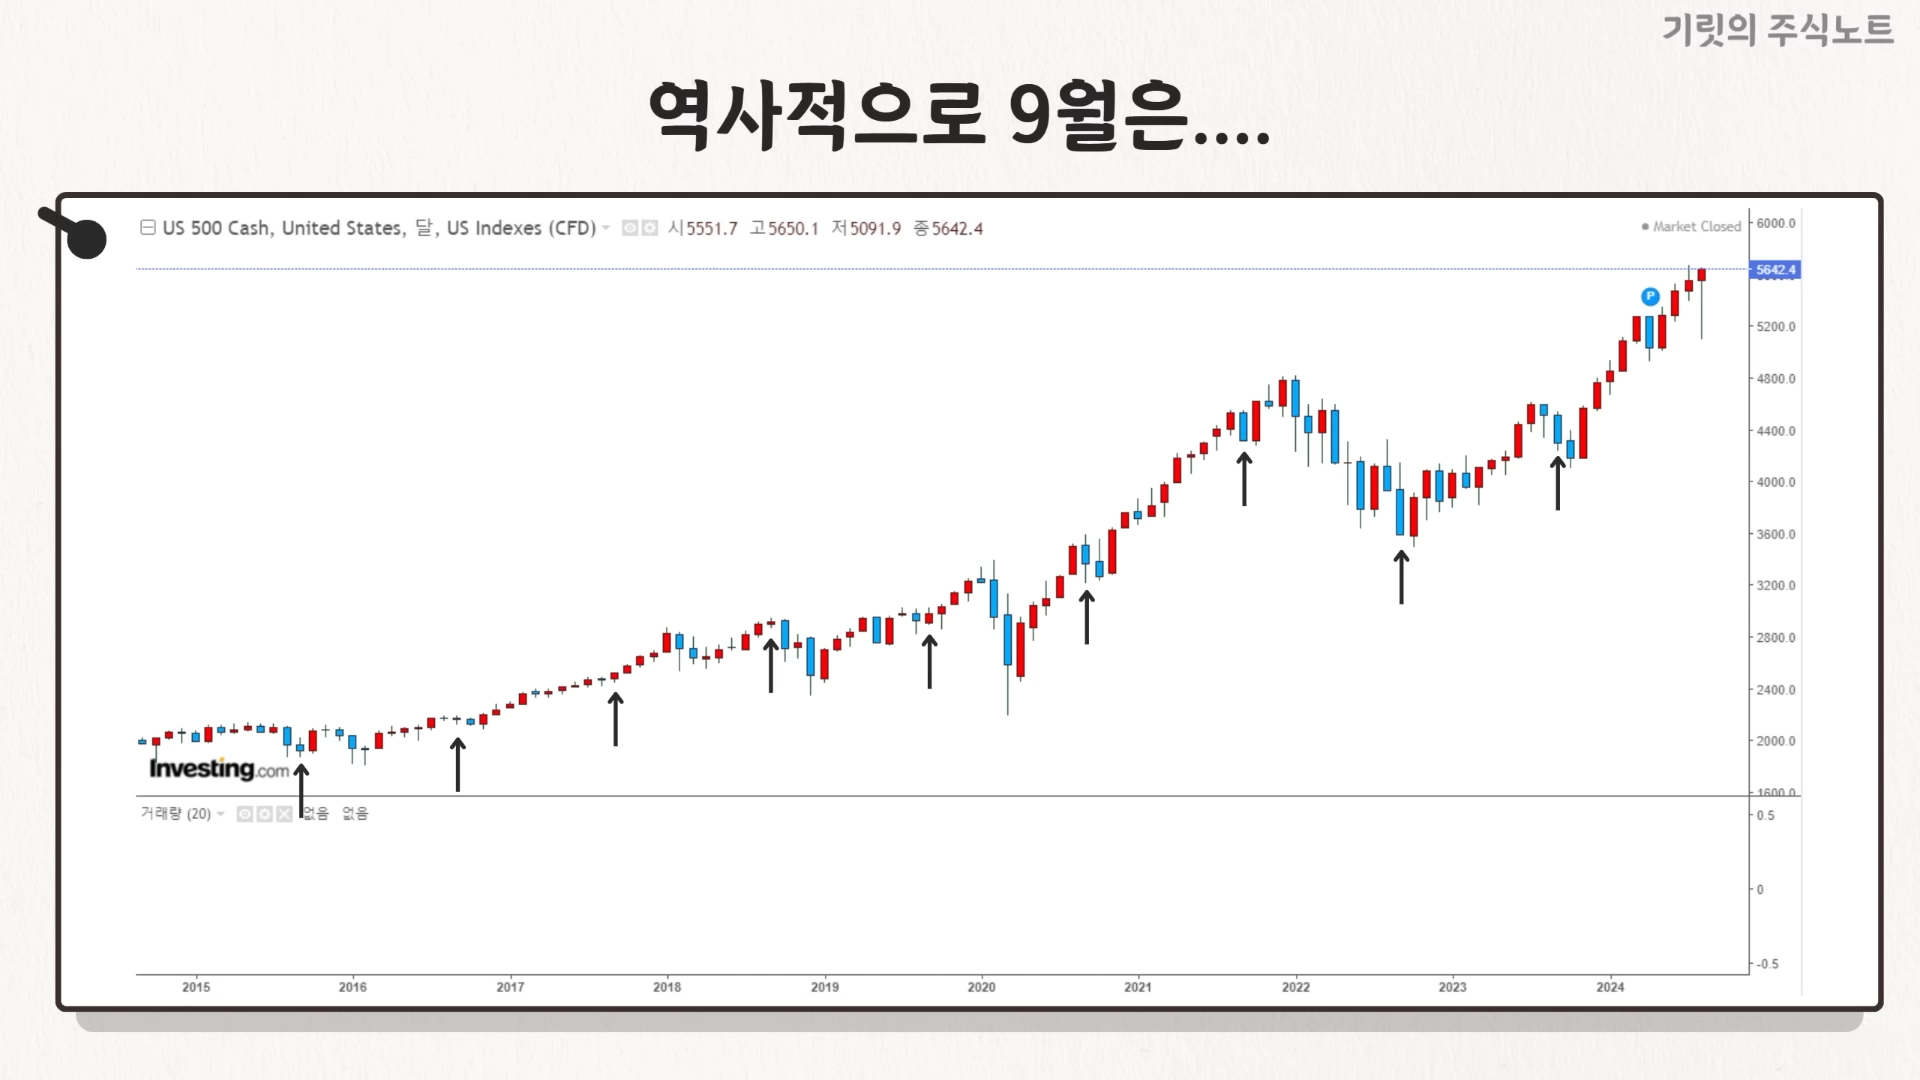 기릿의 주식노트
역사적으로 9월은....
US 500 Cash, United States, 달, US Indexes (CFD) 시5551.7 고5650.1 저5091.9 종5642.4
Market Closed
6000.0
5642.4
P
5200.0
4800.0
4400.0
4000.0
3600.0
3200.0
2800.0
2400.0
2000.0
1600.0
Investing.com
거래량 (20) 없음 없음
0.5
0
-0.5
2015 2016 2017 2018 2019 2020 2021 2022 2023 2024